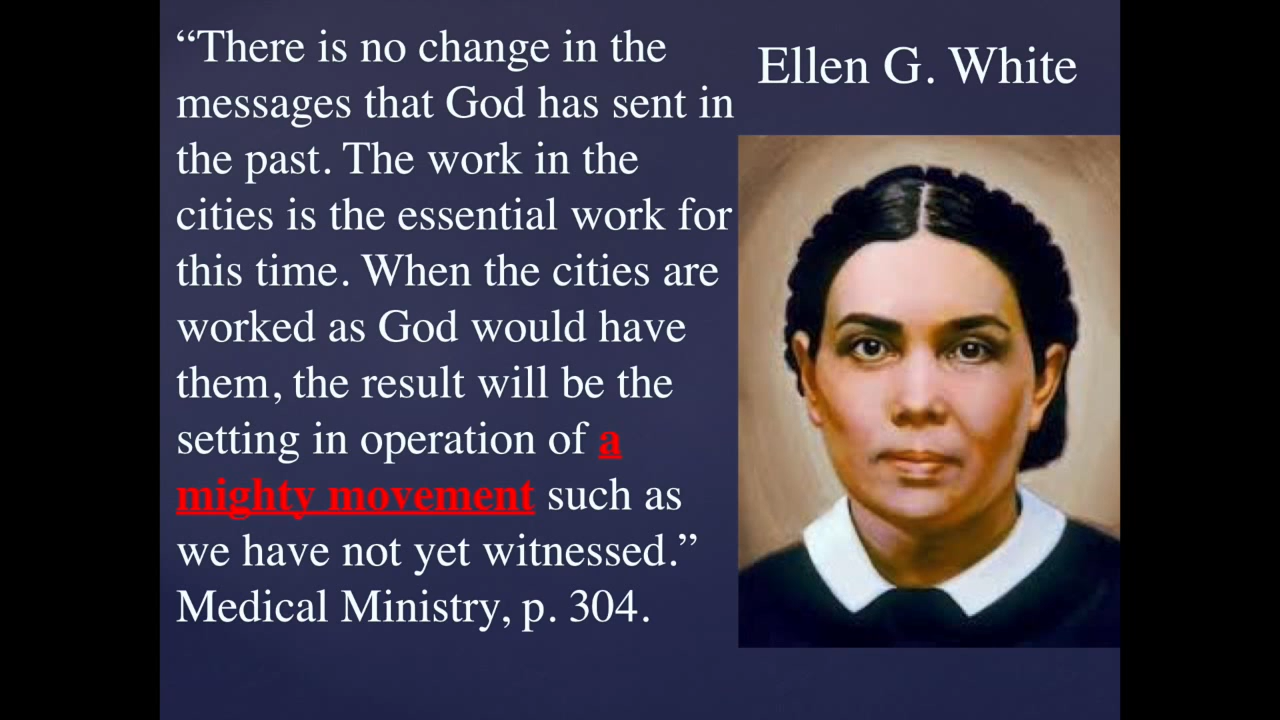 “There is no change in the
messages that God has sent in
the past. The work in the
cities is the essential work for
this time. When the cities are
worked as God would have
them, the result will be the
setting in operation of a
mighty movement such as
we have not yet witnessed.”
Medical Ministry, p. 304.
Ellen G. White